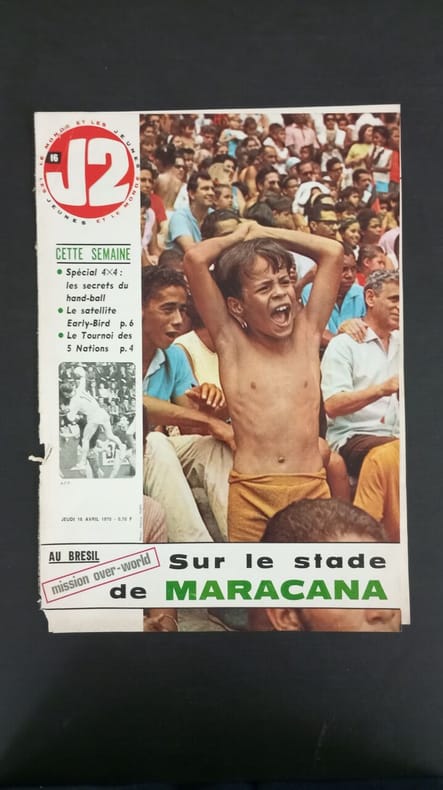 LE MONDE ET LES JEUNES
LES JEUNES ET LE MONDE
16
J2
CETTE SEMAINE
Spécial 4×4 :
les secrets du
hand-ball
Le satellite
Early-Bird p. 6
Le Tournoi des
5 Nations p. 4
JEUDI 16 AVRIL 1970 - 0,70 F
AU BRESIL
mission over-world
Sur le stade
de MARACANA